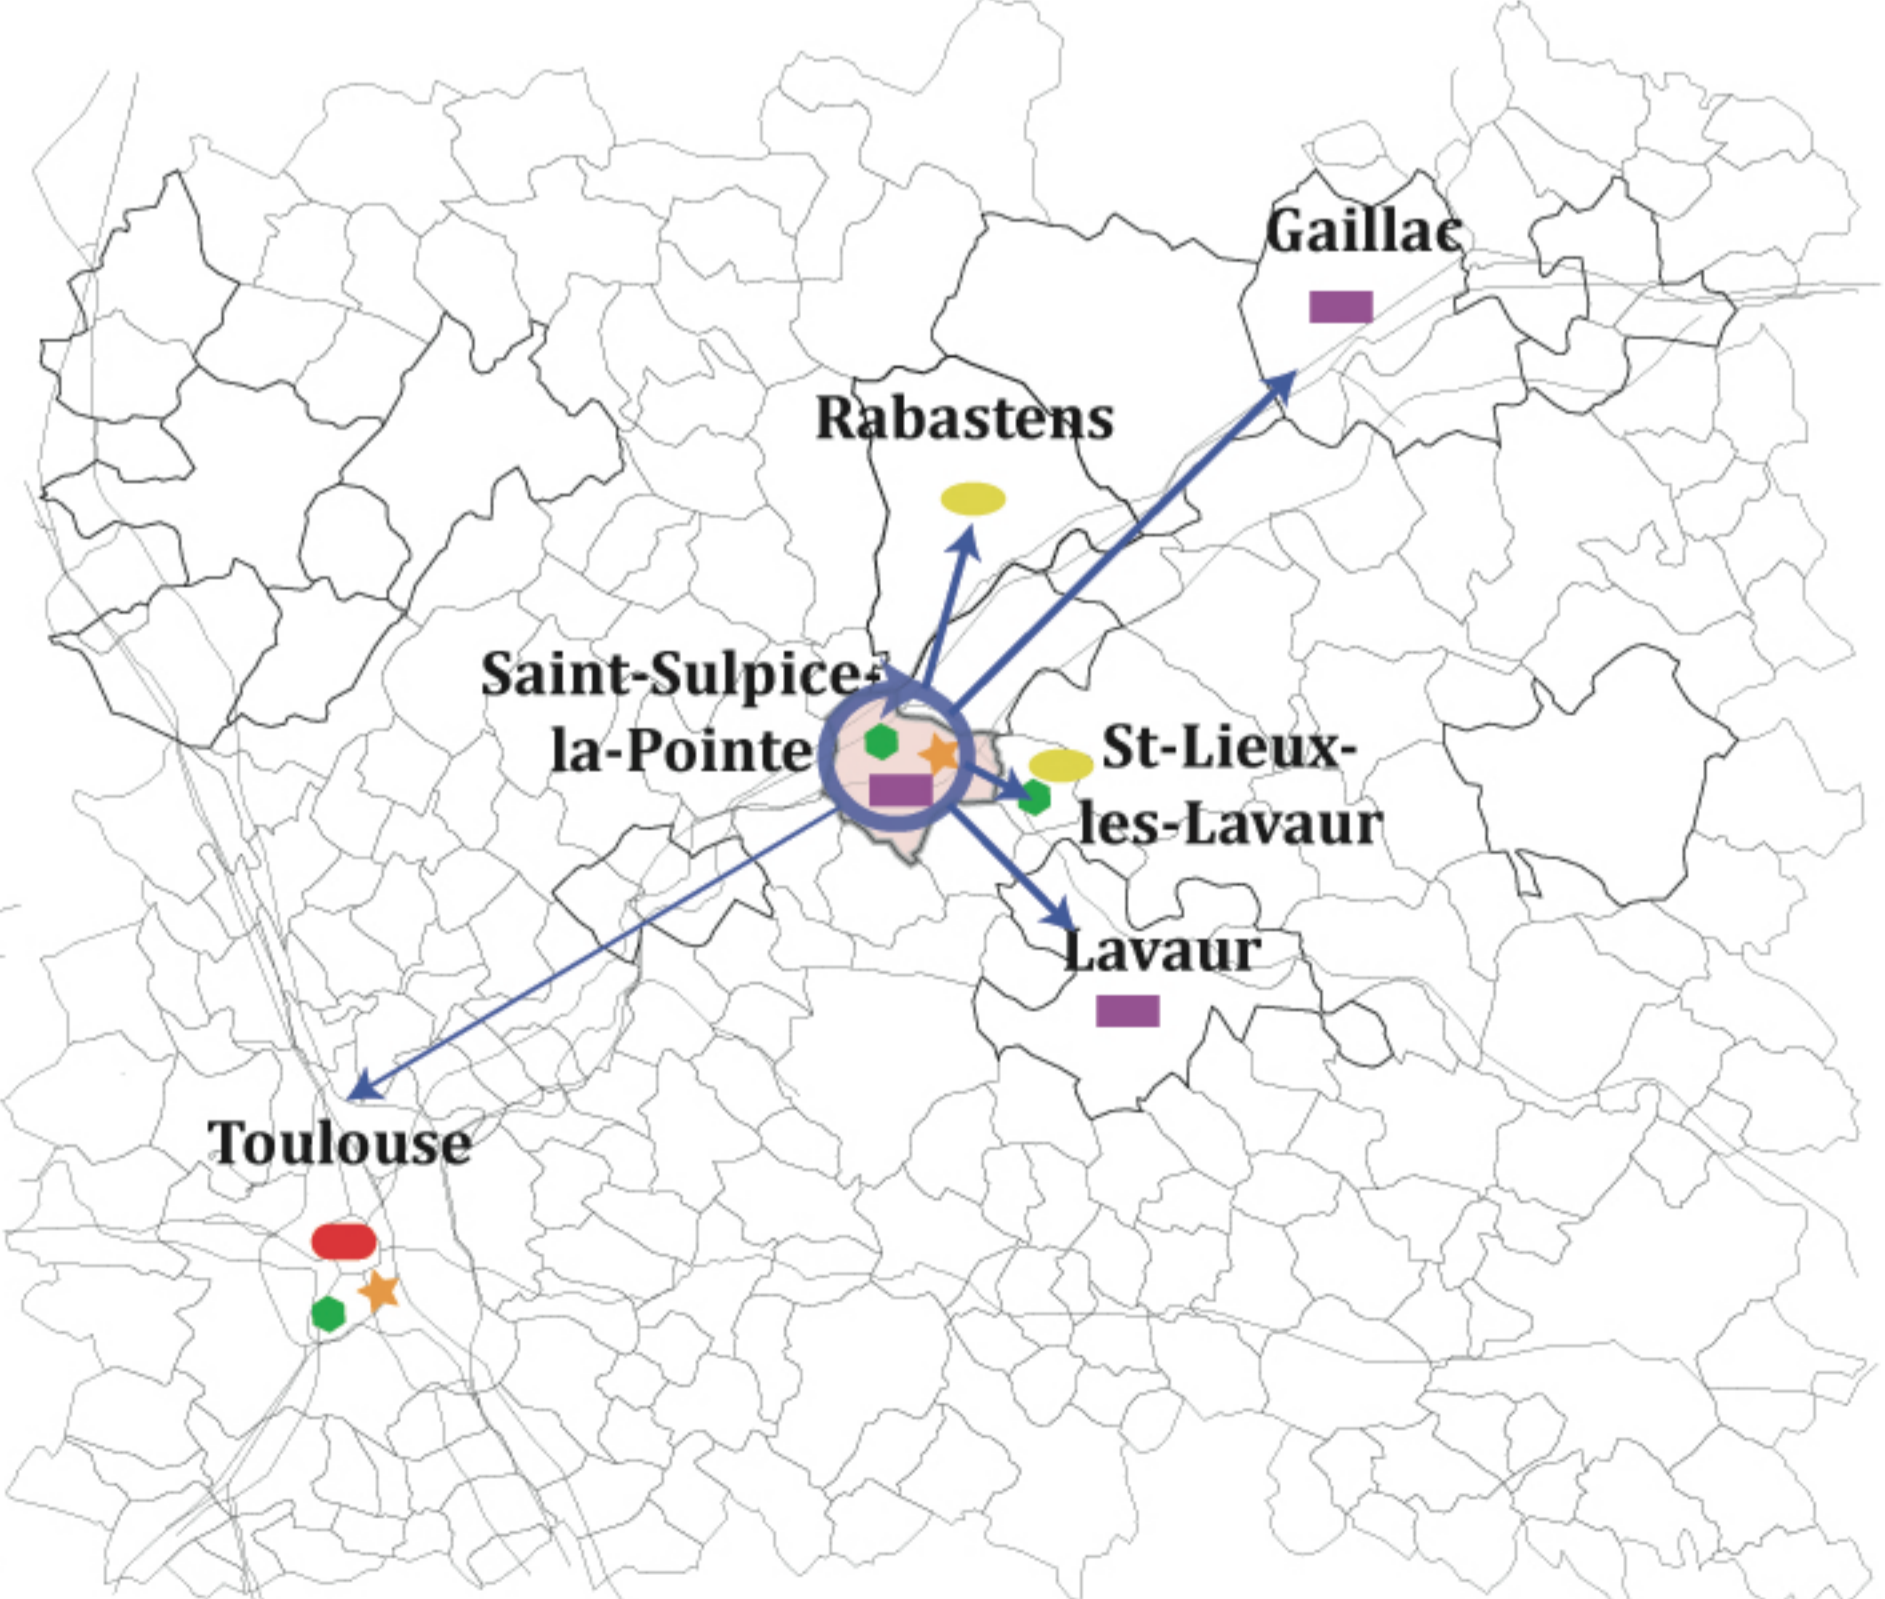 Gaillac
Rabastens
Saint-Sulpice-
la-Pointe
St-Lieux-
les-Lavaur
Lavaur
Toulouse